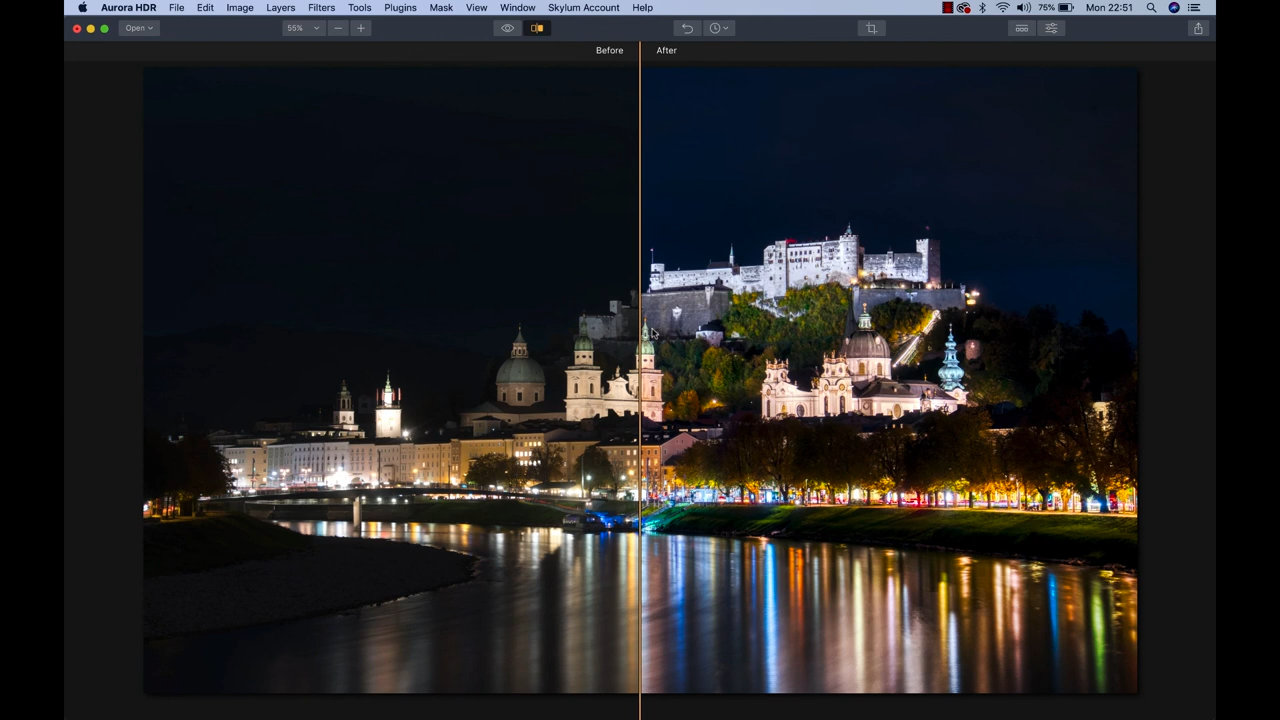 Aurora HDR File Edit Image Layers Filters Tools Plugins Mask View Window Skylum Account Help 75% Mon 22:51
Open 55%
Before After